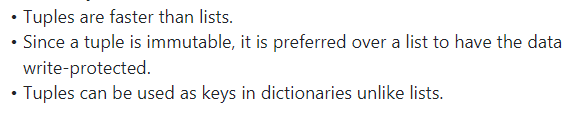 • Tuples are faster than lists.
• Since a tuple is immutable, it is preferred over a list to have the data
write-protected.
• Tuples can be used as keys in dictionaries unlike lists.